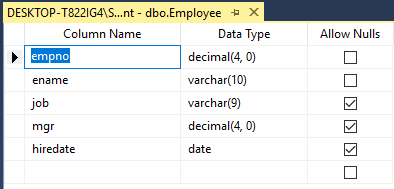 DESKTOP-T822IG4\S...nt - dbo.Employee
Column Name Data Type Allow Nulls
empno decimal(4, 0)
ename varchar(10)
job varchar(9)
mgr decimal(4, 0)
hiredate date